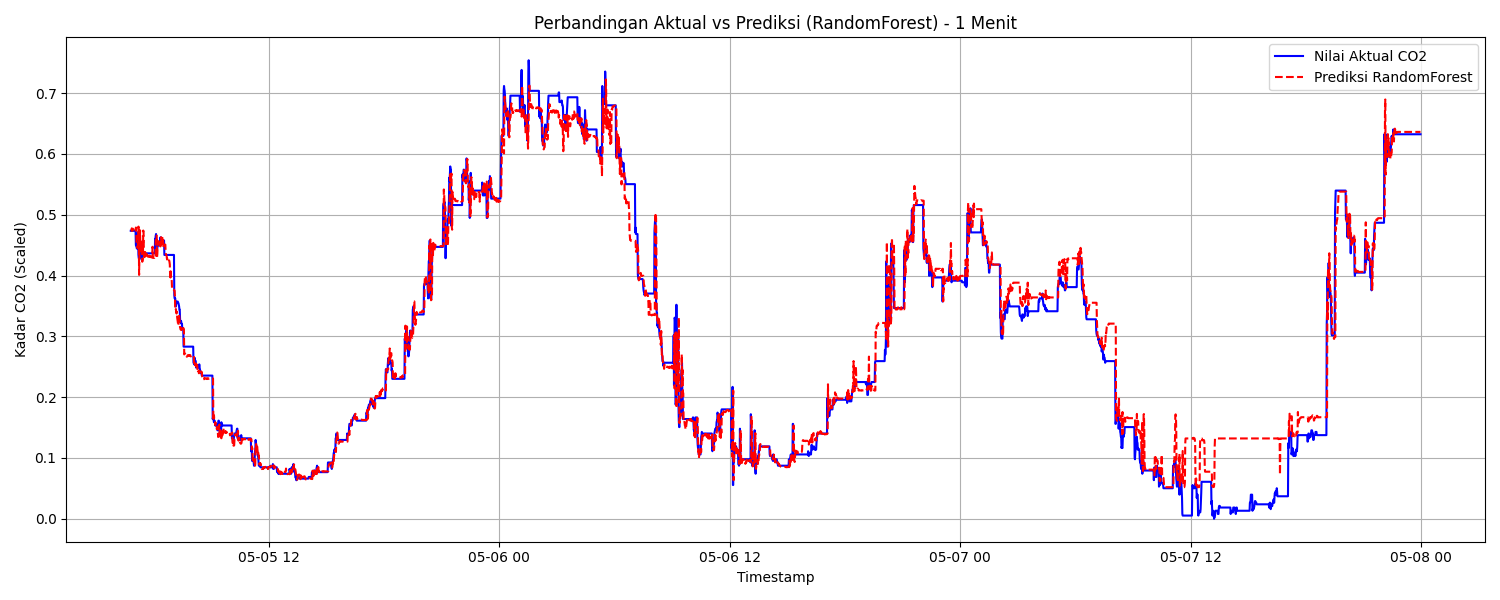 Perbandingan Aktual vs Prediksi (RandomForest) - 1 Menit
Nilai Aktual CO2
Prediksi RandomForest
Kadar CO2 (Scaled)
0.7
0.6
0.5
0.4
0.3
0.2
0.1
0.0
05-05 12
05-06 00
05-06 12
05-07 00
05-07 12
05-08 00
Timestamp